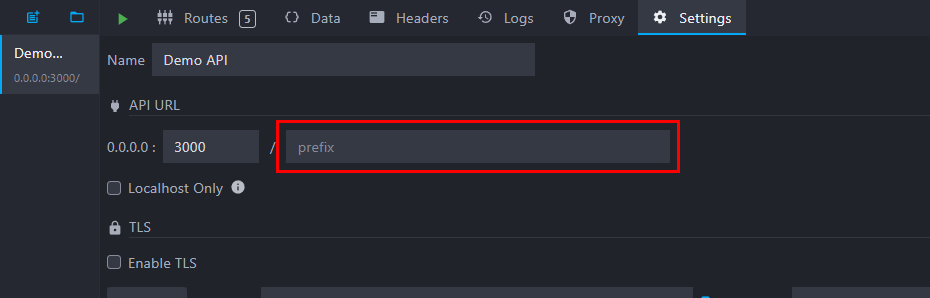 Routes 5 Data Headers Logs Proxy Settings
Demo...
0.0.0.0:3000/
Name Demo API
API URL
0.0.0.0 : 3000 / prefix
Localhost Only
TLS
Enable TLS